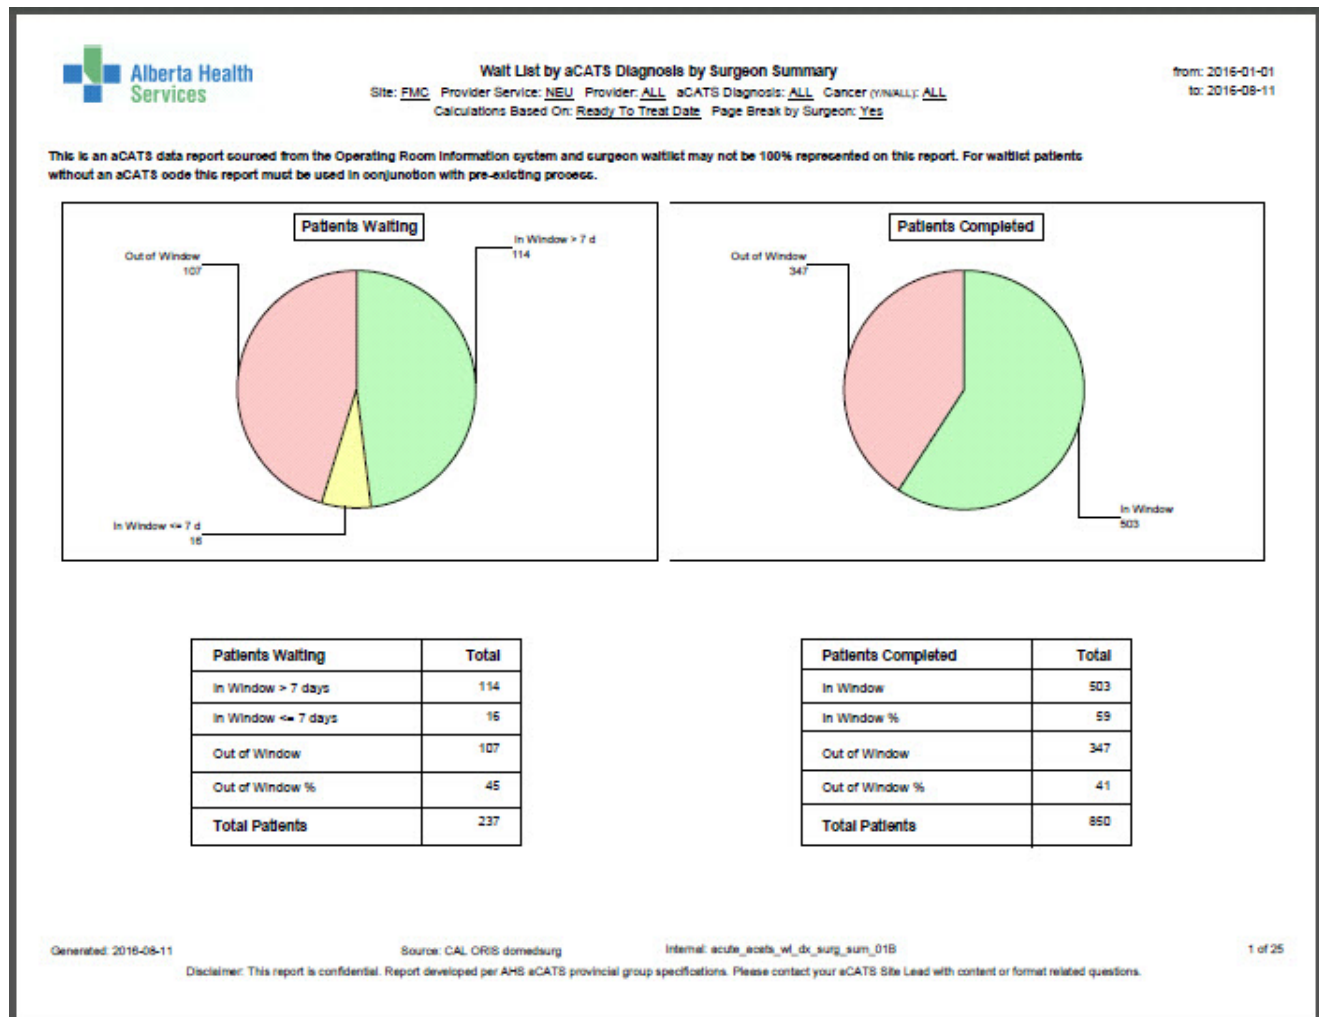 Alberta Health
Services
Wait List by aCATS Diagnosis by Surgeon Summary
Site: FMC Provider Service: NEU Provider: ALL aCATS Diagnosis: ALL Cancer (Y/N/ALL): ALL
Calculations Based On: Ready To Treat Date Page Break by Surgeon: Yes
from: 2016-01-01
to: 2016-08-11
This is an aCATS data report sourced from the Operating Room Information system and surgeon waitlist may not be 100% represented on this report. For waitlist patients
without an aCATS code this report must be used in conjunction with pre-existing process.
Patients Waiting
Out of Window
107
In Window > 7 d
114
In Window <= 7 d
16
Patients Completed
Out of Window
347
In Window
503
Patients Waiting Total
In Window > 7 days 114
In Window <= 7 days 16
Out of Window 107
Out of Window % 45
Total Patients 237
Patients Completed Total
In Window 503
In Window % 59
Out of Window 347
Out of Window % 41
Total Patients 850
Generated: 2016-08-11 Source: CAL ORIS domedsurg Internal: acute_acats_wl_dx_surg_sum_01B 1 of 25
Disclaimer: This report is confidential. Report developed per AHS aCATS provincial group specifications. Please contact your aCATS Site Lead with content or format related questions.